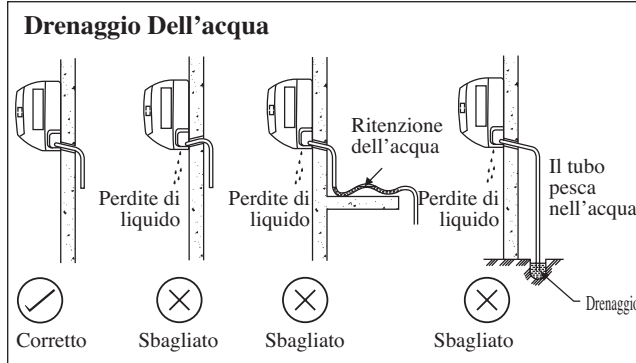 Drenaggio Dell'acqua
Perdite di
liquido
Perdite di
liquido
Ritenzione
dell'acqua
Perdite di
liquido
Il tubo
pesca
nell'acqua
Drenaggio
Corretto
Sbagliato
Sbagliato
Sbagliato